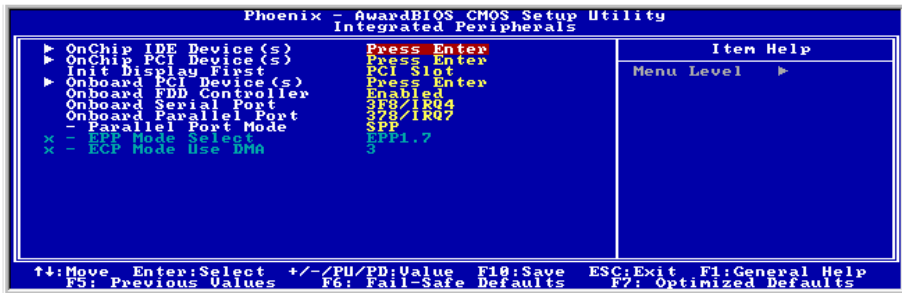 Phoenix - AwardBIOS CMOS Setup Utility
Integrated Peripherals
► OnChip IDE Device(s) Press Enter
► OnChip PCI Device(s) Press Enter
Init Display First PCI Slot
► Onboard PCI Device(s) Press Enter
Onboard FDD Controller Enabled
Onboard Serial Port 3F8/IRQ4
Onboard Parallel Port 378/IRQ7
- Parallel Port Mode SPP
x - EPP Mode Select EPP1.7
x - ECP Mode Use DMA 3
Item Help
Menu Level ►
↑↓:Move Enter:Select +/-/PU/PD:Value F10:Save ESC:Exit F1:General Help
F5: Previous Values F6: Fail-Safe Defaults F7: Optimized Defaults